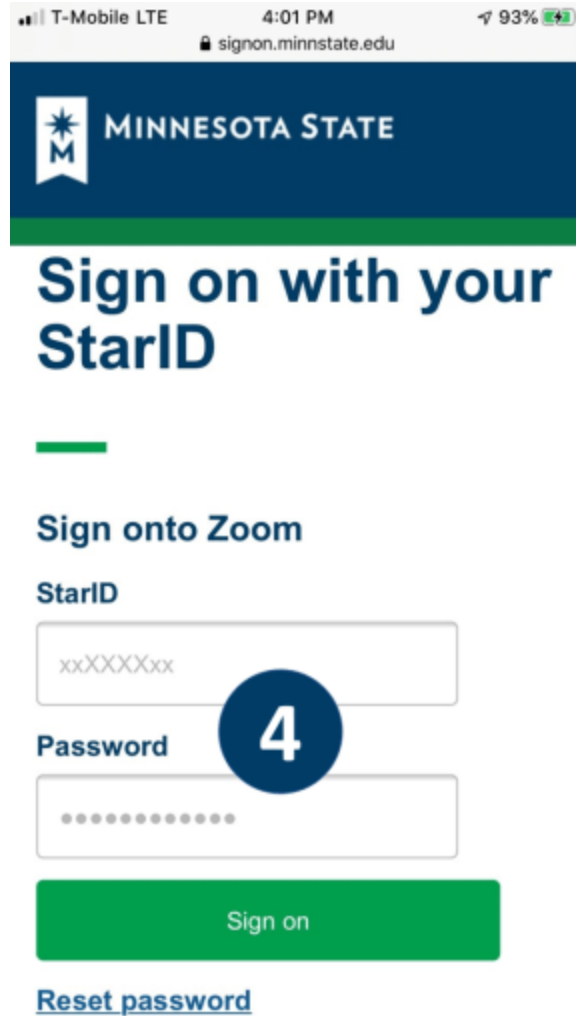 T-Mobile LTE 4:01 PM 93%
signon.minnstate.edu
M MINNESOTA STATE
Sign on with your
StarID
Sign onto Zoom
StarID
xxXXXXxx
4
Password
••••••••••••
Sign on
Reset password